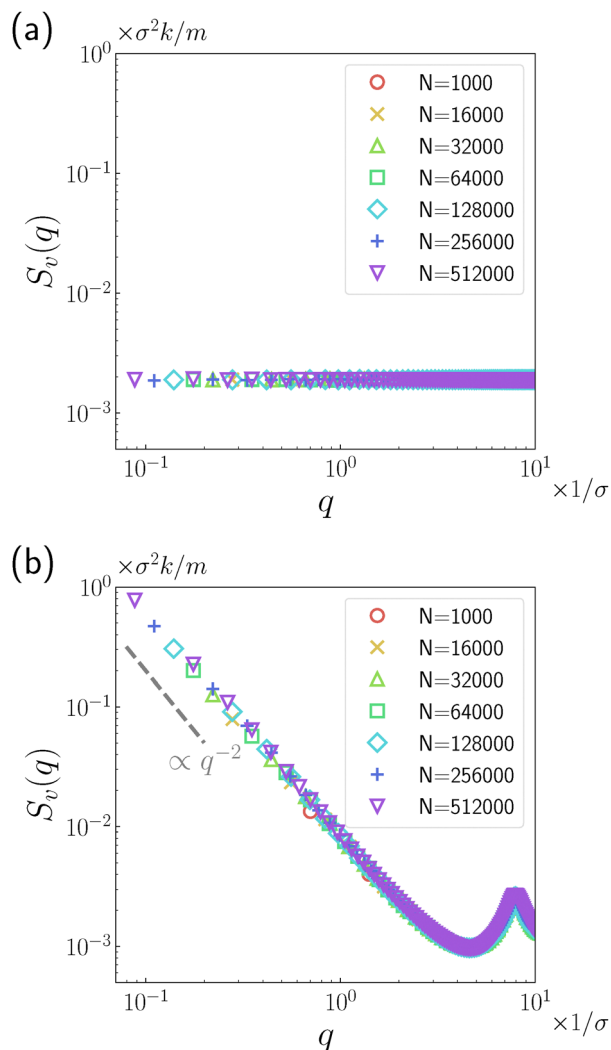 (a)
×σ²k/m
10⁰
10⁻¹
10⁻²
10⁻³
Sᵥ(q)
N=1000
N=16000
N=32000
N=64000
N=128000
N=256000
N=512000
10⁻¹ 10⁰ 10¹
q
×1/σ
(b)
×σ²k/m
10⁰
10⁻¹
10⁻²
10⁻³
Sᵥ(q)
N=1000
N=16000
N=32000
N=64000
N=128000
N=256000
N=512000
∝ q⁻²
10⁻¹ 10⁰ 10¹
q
×1/σ